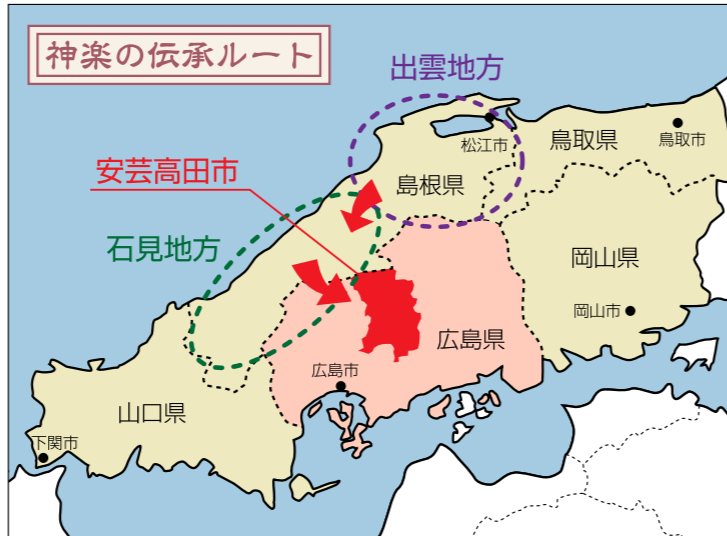 神楽の伝承ルート
出雲地方
松江市
鳥取県
鳥取市
安芸高田市
島根県
石見地方
岡山県
岡山市
広島県
広島市
山口県
下関市